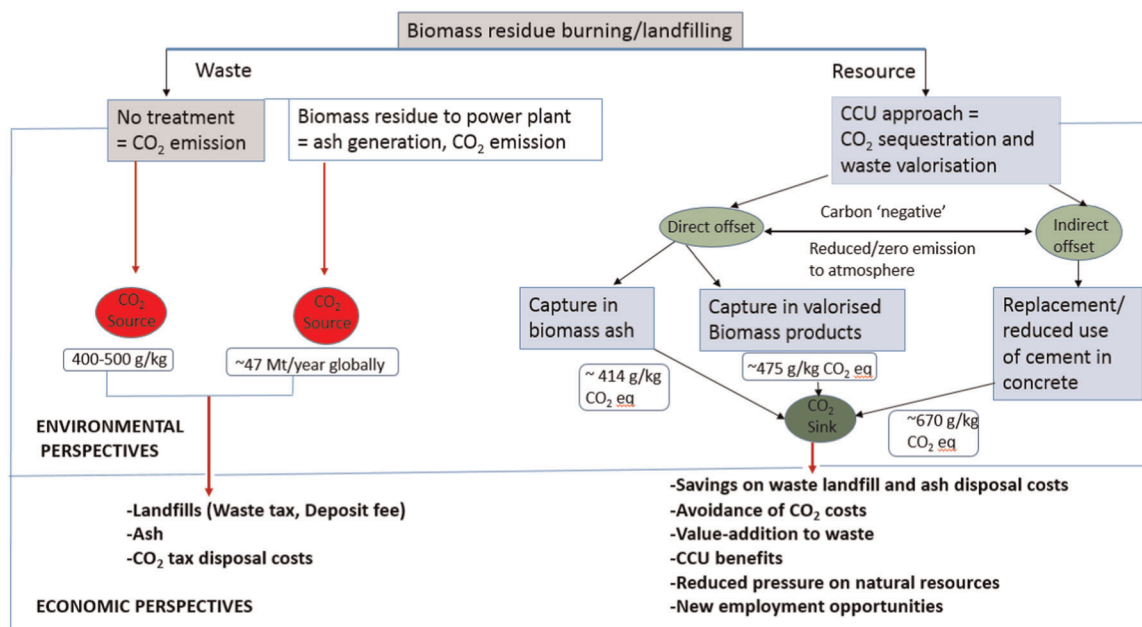 Biomass residue burning/landfilling
Waste
Resource
No treatment
= CO₂ emission
Biomass residue to power plant
= ash generation, CO₂ emission
CCU approach =
CO₂ sequestration and
waste valorisation
Direct offset
Carbon ‘negative’
Reduced/zero emission
to atmosphere
Indirect
offset
CO₂
Source
CO₂
Source
Capture in
biomass ash
Capture in valorised
Biomass products
Replacement/
reduced use
of cement in
concrete
400-500 g/kg
~47 Mt/year globally
~ 414 g/kg
CO₂ eq
~475 g/kg CO₂ eq
CO₂
Sink
~670 g/kg
CO₂ eq
ENVIRONMENTAL
PERSPECTIVES
-Landfills (Waste tax, Deposit fee)
-Ash
-CO₂ tax disposal costs
-Savings on waste landfill and ash disposal costs
-Avoidance of CO₂ costs
-Value-addition to waste
-CCU benefits
-Reduced pressure on natural resources
-New employment opportunities
ECONOMIC PERSPECTIVES